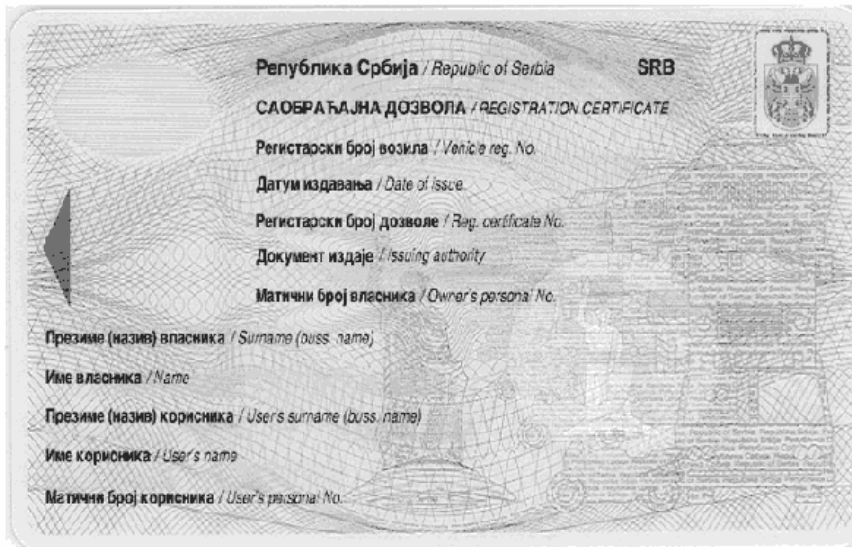 Република Србија / Republic of Serbia SRB
САОБРАЋАЈНА ДОЗВОЛА / REGISTRATION CERTIFICATE
Регистарски број возила / Vehicle reg. No.
Датум издавања / Date of issue
Регистарски број дозволе / Reg. certificate No.
Документ издаје / Issuing authority
Матични број власника / Owner's personal No.
Презиме (назив) власника / Surname (buss. name)
Име власника / Name
Презиме (назив) корисника / User's surname (buss. name)
Име корисника / User's name
Матични број корисника / User's personal No.